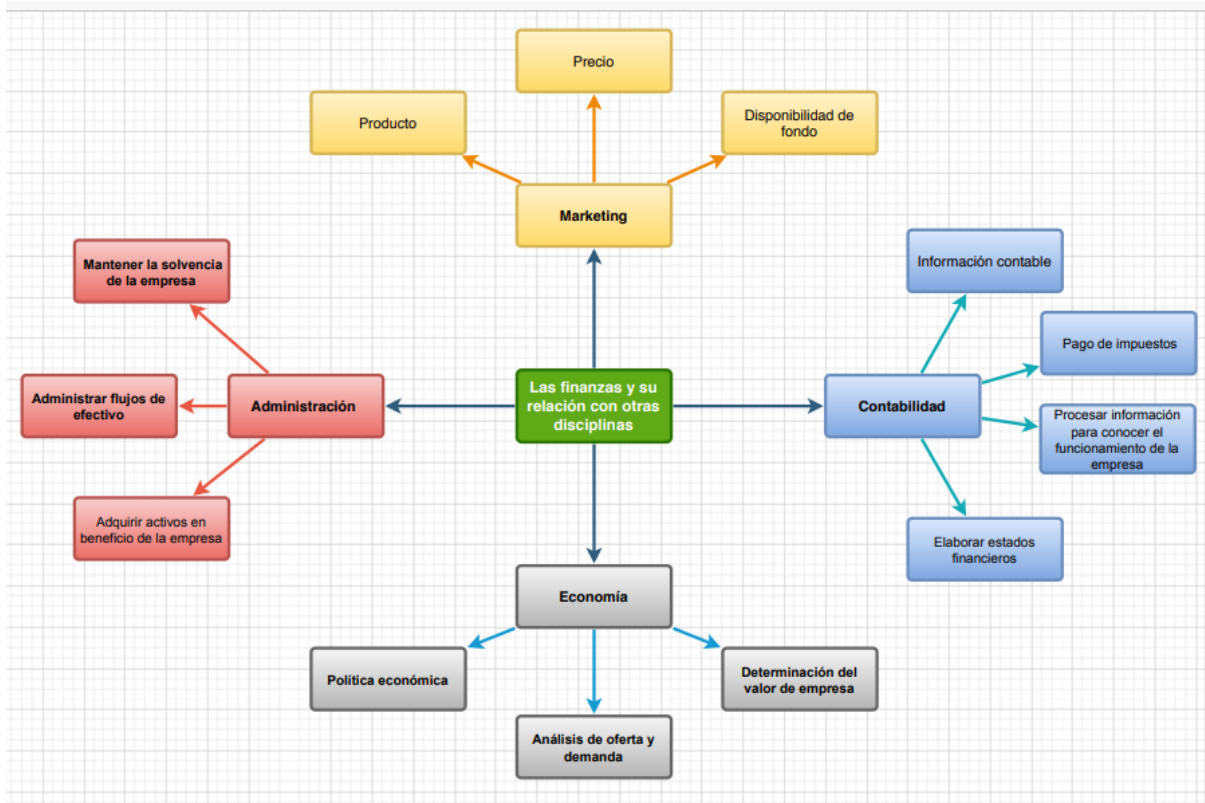 Precio
Producto
Disponibilidad de
fondo
Marketing
Mantener la solvencia
de la empresa
Información contable
Pago de impuestos
Administrar flujos de
efectivo
Administración
Las finanzas y su
relación con otras
disciplinas
Contabilidad
Procesar información
para conocer el
funcionamiento de la
empresa
Adquirir activos en
beneficio de la empresa
Elaborar estados
financieros
Economía
Política económica
Determinación del
valor de empresa
Análisis de oferta y
demanda